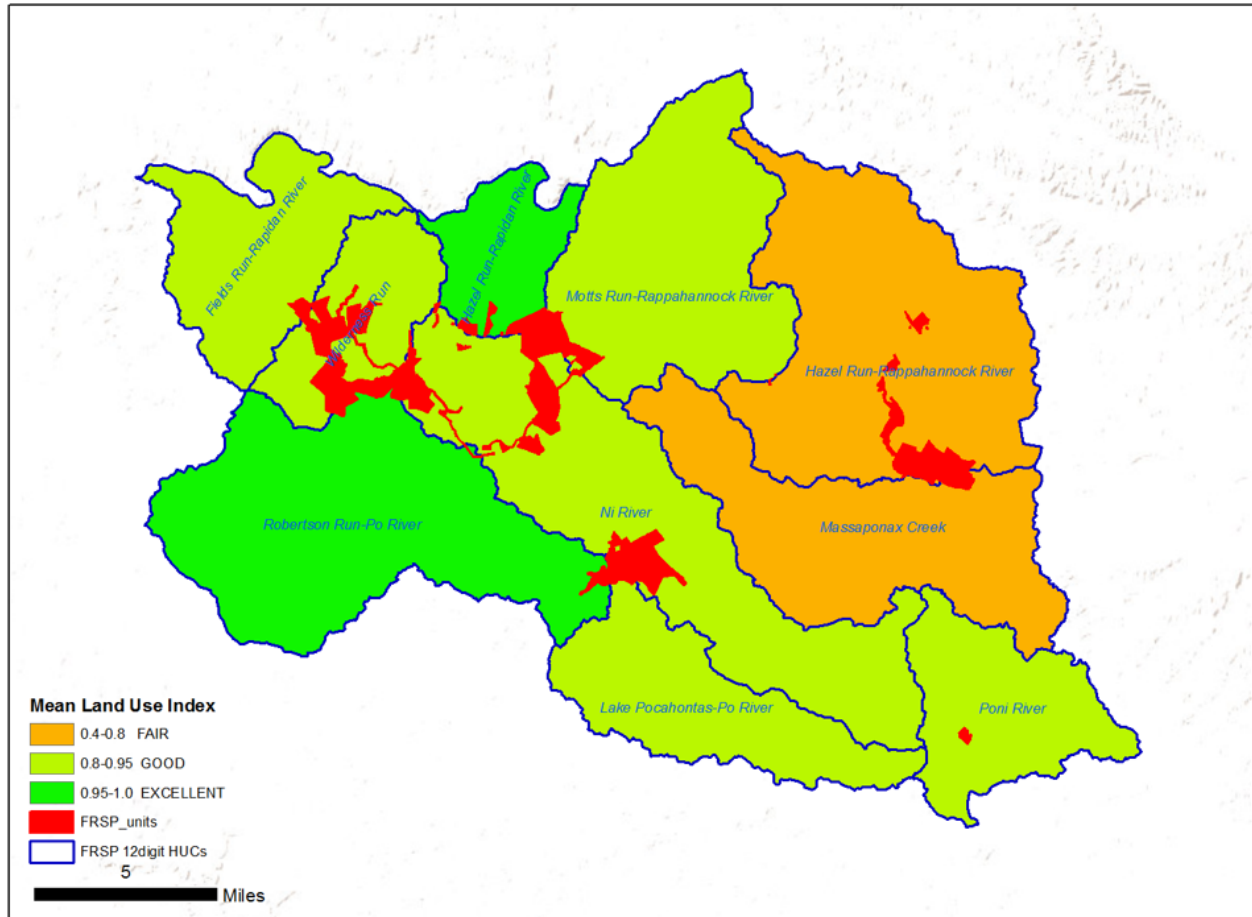 Fields Run-Rapidan River
Hazel Run-Rapidan River
Wilderness Run
Motts Run-Rappahannock River
Hazel Run-Rappahannock River
Robertson Run-Po River
Ni River
Massaponax Creek
Lake Pocahontas-Po River
Poni River
Mean Land Use Index
0.4-0.8 FAIR
0.8-0.95 GOOD
0.95-1.0 EXCELLENT
FRSP_units
FRSP 12digit HUCs
5
Miles